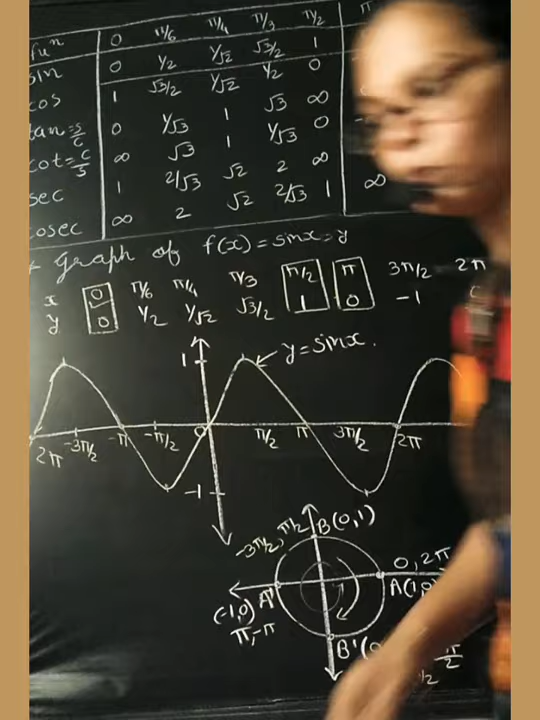 fun 0 π/6 π/4 π/3 π/2 π
sin 0 1/2 1/√2 √3/2 1
cos 1 √3/2 1/√2 1/2 0
tan=s/c 0 1/√3 1 √3 ∞
cot=c/s ∞ √3 1 1/√3 0
sec 1 2/√3 √2 2 ∞
cosec ∞ 2 √2 2/√3 1 ∞
Graph of f(x)=sinx=y
x 0 π/6 π/4 π/3 π/2 π 3π/2 2π
y 0 1/2 1/√2 √3/2 1 0 -1
1 y=sinx.
2π -3π/2 -π -π/2 0 π/2 π 3π/2 2π
-1
-3π/2, π/2 B(0,1)
0, 2π
(-1,0) A' A(1,0)
π,-π
B'(0
π/2